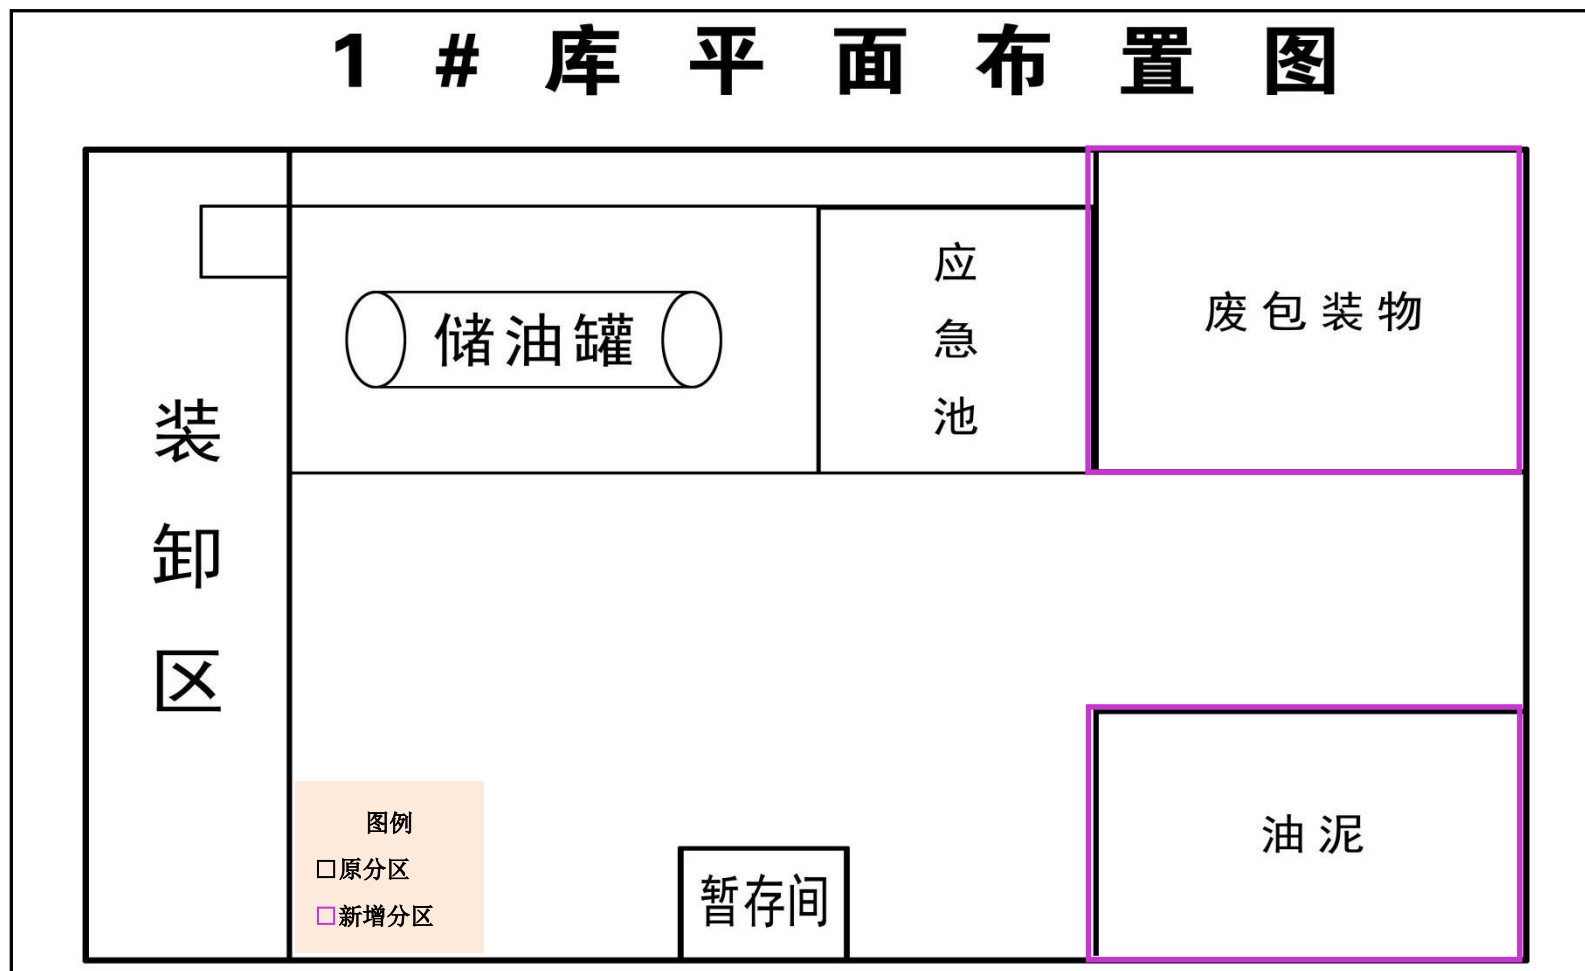 1#库平面布置图
应急池
废包装物
储油罐
装卸区
油泥
图例
原分区
新增分区
暂存间